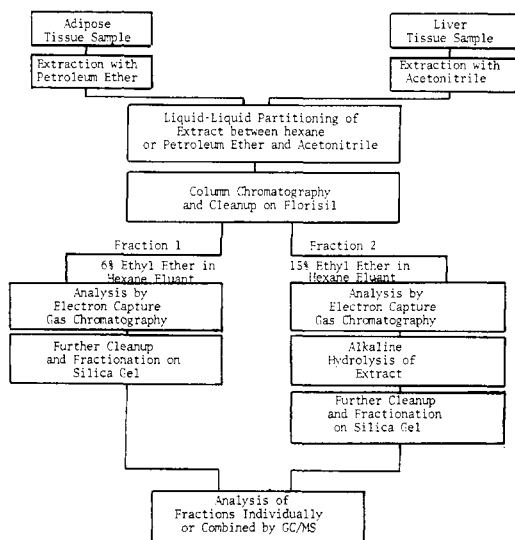 Adipose
Tissue Sample
Liver
Tissue Sample
Extraction with
Petroleum Ether
Extraction with
Acetonitrile
Liquid-Liquid Partitioning of
Extract between hexane
or Petroleum Ether and Acetonitrile
Column Chromatography
and Cleanup on Florisil
Fraction 1
6% Ethyl Ether in
Hexane Eluant
Fraction 2
15% Ethyl Ether in
Hexane Eluant
Analysis by
Electron Capture
Gas Chromatography
Analysis by
Electron Capture
Gas Chromatography
Further Cleanup
and Fractionation on
Silica Gel
Alkaline
Hydrolysis of
Extract
Further Cleanup
and Fractionation
on Silica Gel
Analysis of
Fractions Individually
or Combined by GC/MS